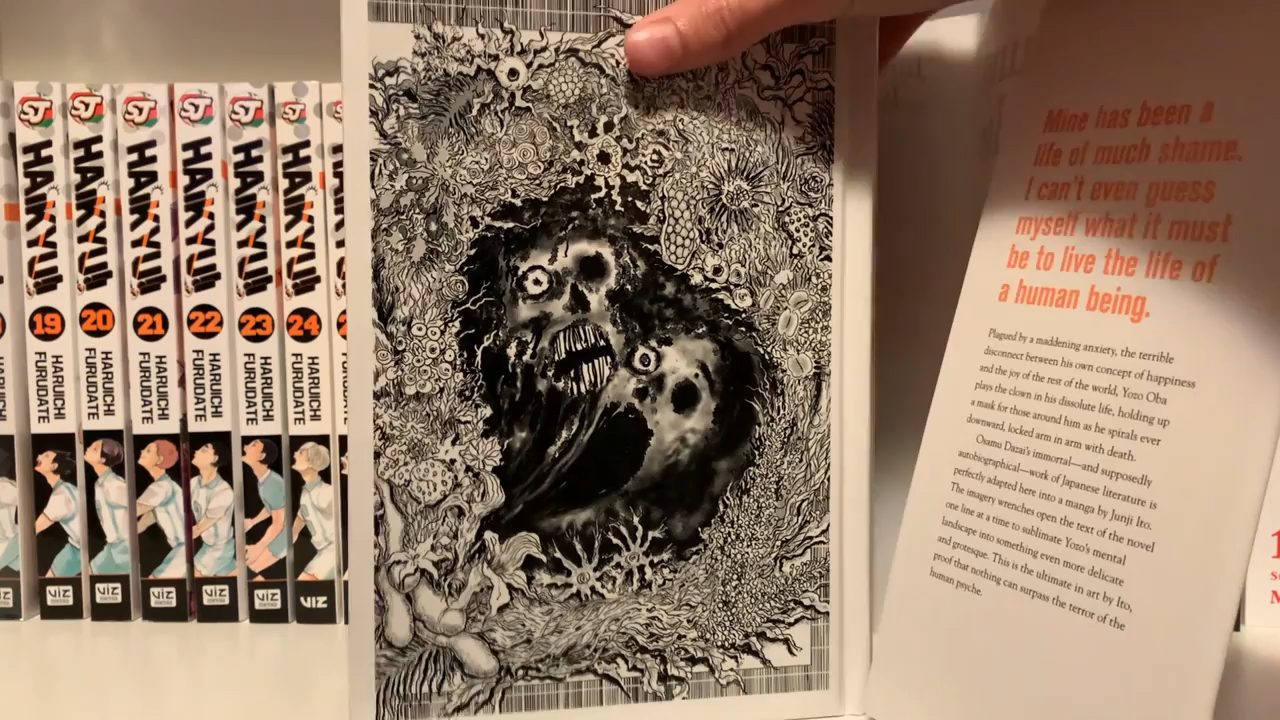 SJ
HAIKYU!!
19
HARUICHI
FURUDATE
VIZ
SJ
HAIKYU!!
20
HARUICHI
FURUDATE
VIZ
SJ
HAIKYU!!
21
HARUICHI
FURUDATE
VIZ
SJ
HAIKYU!!
22
HARUICHI
FURUDATE
VIZ
SJ
HAIKYU!!
23
HARUICHI
FURUDATE
VIZ
SJ
HAIKYU!!
24
HARUICHI
FURUDATE
VIZ
Mine has been a
life of much shame.
I can't even guess
myself what it must
be to live the life of
a human being.
Plagued by a maddening anxiety, the terrible
disconnect between his own concept of happiness
and the joy of the rest of the world, Yozo Oba
plays the clown in his dissolute life, holding up
a mask for those around him as he spirals ever
downward, locked arm in arm with death.
Osamu Dazai's immortal—and supposedly
autobiographical—work of Japanese literature is
perfectly adapted here into a manga by Junji Ito.
The imagery wrenches open the text of the novel
one line at a time to sublimate Yozo's mental
landscape into something even more delicate
and grotesque. This is the ultimate in art by Ito,
proof that nothing can surpass the terror of the
human psyche.